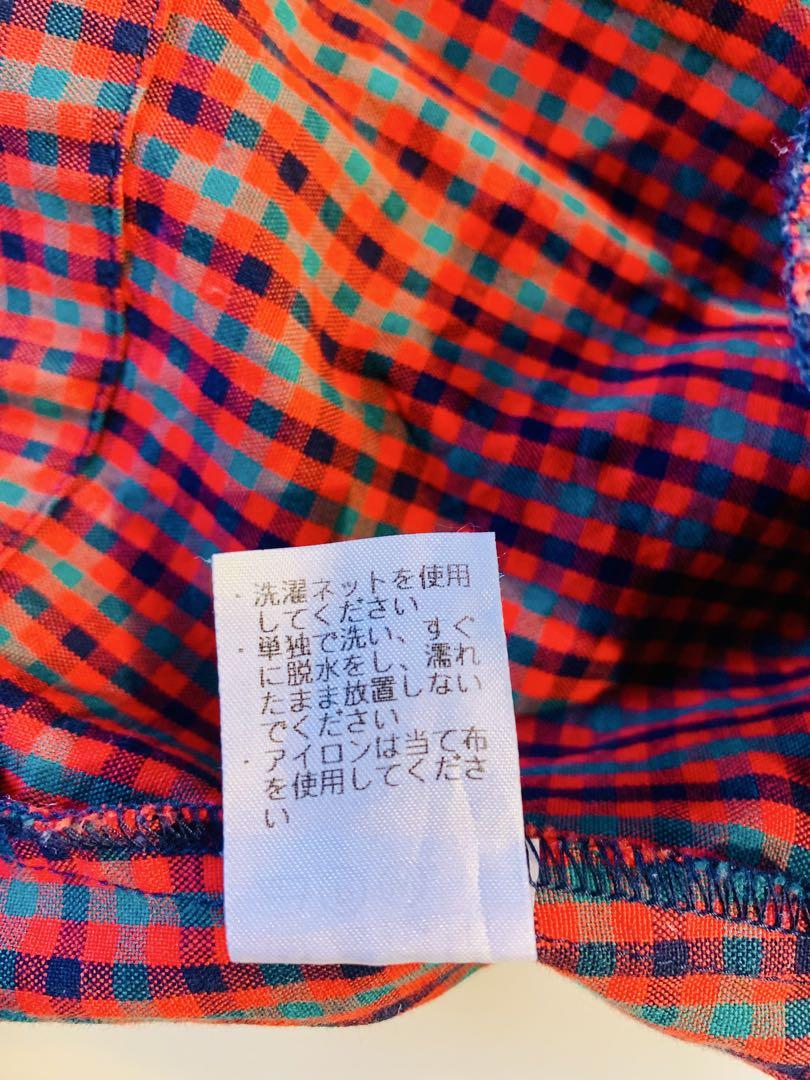 ・洗濯ネットを使用
してください
・単独で洗い、すぐ
に脱水をし、濡れ
たまま放置しない
でください
・アイロンは当て布
を使用してくださ
い